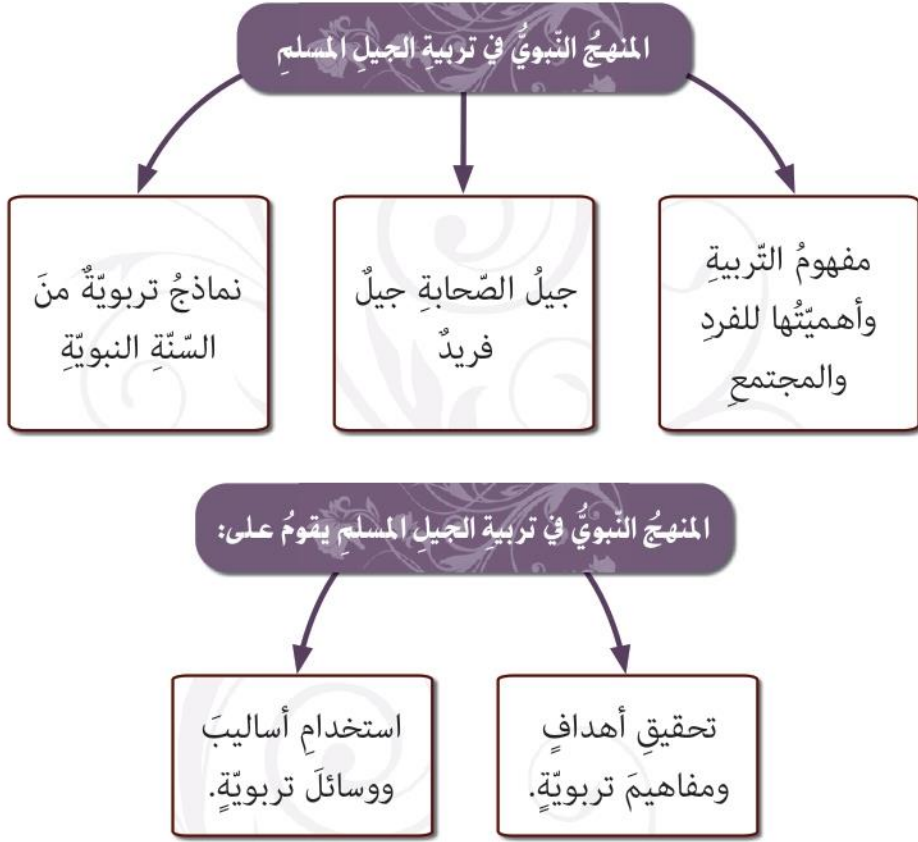 المنهجُ النّبويُّ في تربيةِ الجيلِ المسلمِ
مفهومُ التّربيةِ
وأهميّتُها للفردِ
والمجتمعِ
جيلُ الصّحابةِ جيلٌ
فريدٌ
نماذجُ تربويّةٌ منَ
السّنّةِ النبويّةِ
المنهجُ النّبويُّ في تربيةِ الجيلِ المسلمِ يقومُ على:
تحقيقِ أهدافٍ
ومفاهيمَ تربويّةٍ.
استخدامِ أساليبَ
ووسائلَ تربويّةٍ.